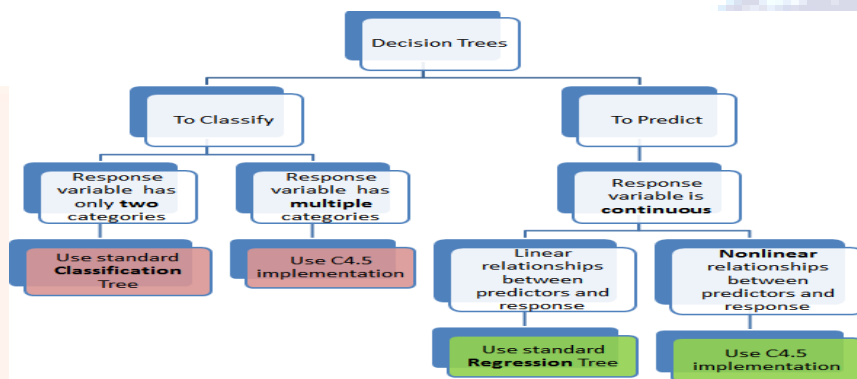 Decision Trees
To Classify
To Predict
Response
variable has
only two
categories
Response
variable has
multiple
categories
Response
variable is
continuous
Use standard
Classification
Tree
Use C4.5
implementation
Linear
relationships
between
predictors and
response
Nonlinear
relationships
between
predictors and
response
Use standard
Regression Tree
Use C4.5
implementation